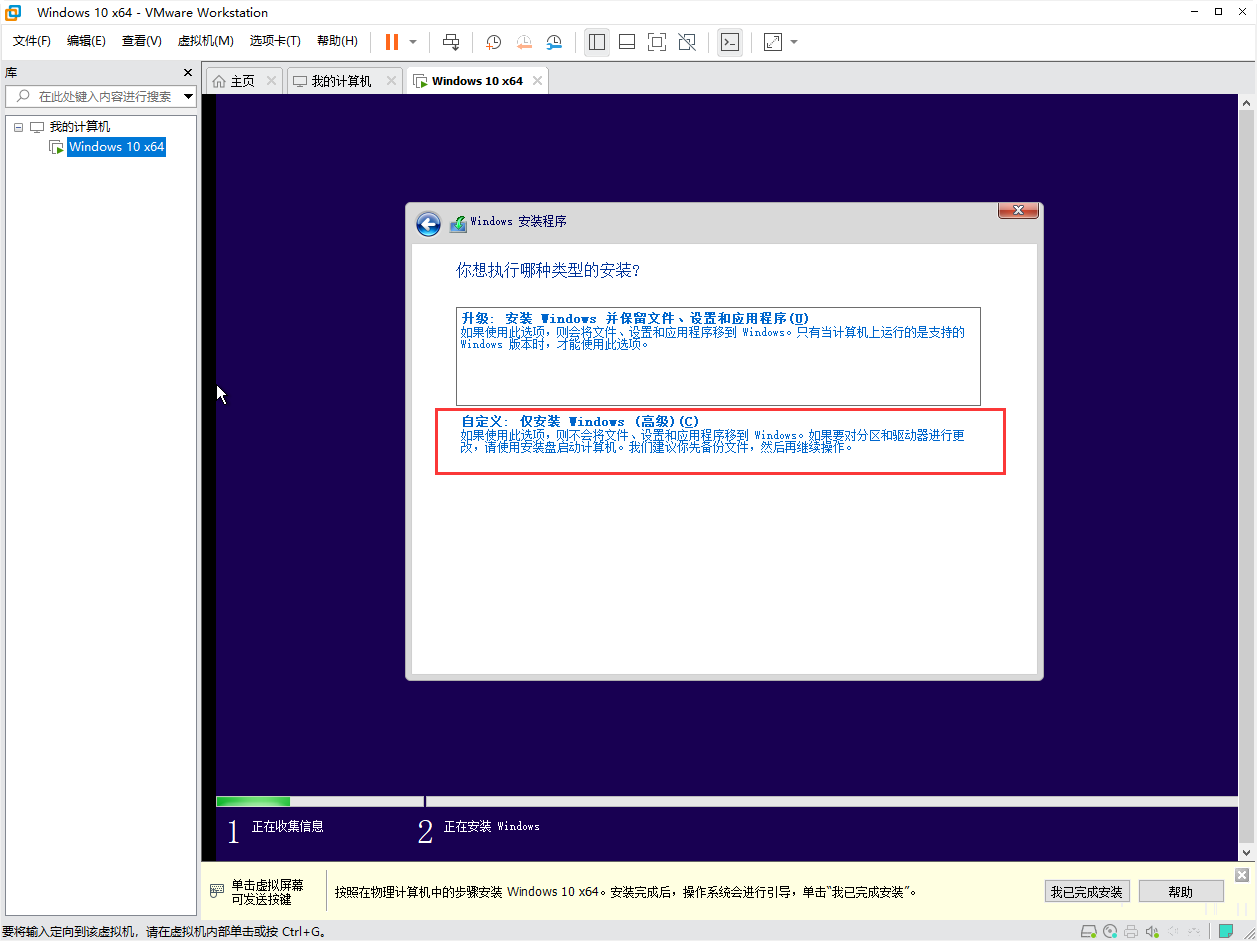 Windows 10 x64 - VMware Workstation
文件(F) 编辑(E) 查看(V) 虚拟机(M) 选项卡(T) 帮助(H)
库
在此处键入内容进行搜索
我的计算机
Windows 10 x64
主页 我的计算机 Windows 10 x64
Windows 安装程序
你想执行哪种类型的安装?
升级: 安装 Windows 并保留文件、设置和应用程序(U)
如果使用此选项，则会将文件、设置和应用程序移到 Windows。只有当计算机上运行的是支持的
Windows 版本时，才能使用此选项。
自定义: 仅安装 Windows (高级)(C)
如果使用此选项，则不会将文件、设置和应用程序移到 Windows。如果要对分区和驱动器进行更
改，请使用安装盘启动计算机。我们建议你先备份文件，然后再继续操作。
1 正在收集信息 2 正在安装 Windows
单击虚拟屏幕
可发送按键
按照在物理计算机中的步骤安装 Windows 10 x64。安装完成后，操作系统会进行引导，单击“我已完成安装”。
我已完成安装 帮助
要将输入定向到该虚拟机，请在虚拟机内部单击或按 Ctrl+G。